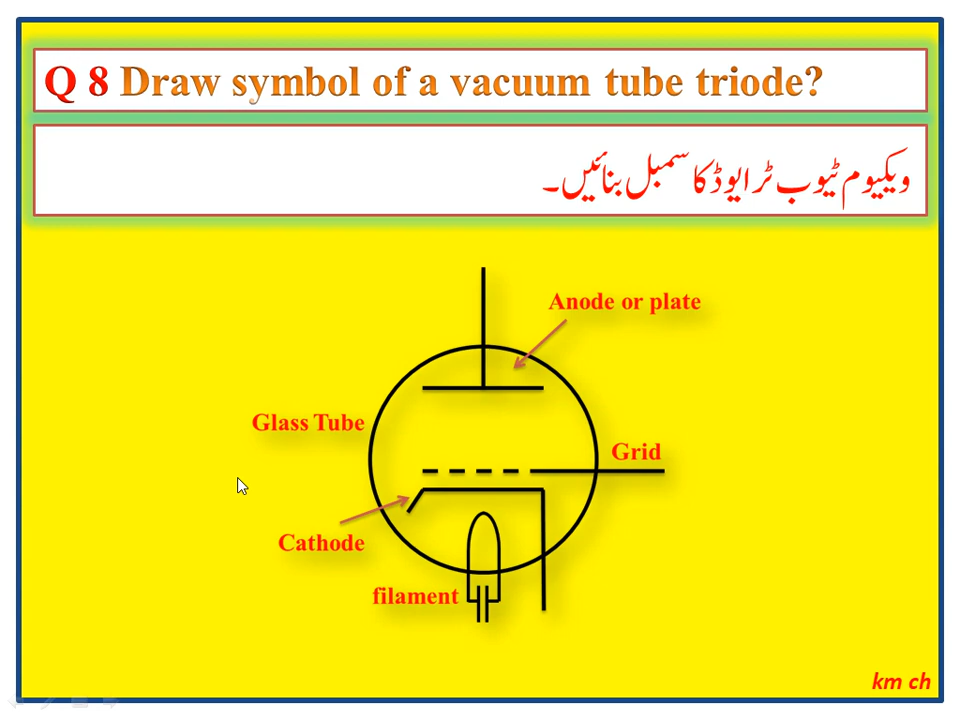 Q 8 Draw symbol of a vacuum tube triode?
ویکیوم ٹیوب ٹرایوڈ کا سمبل بنائیں۔
Anode or plate
Glass Tube
Grid
Cathode
filament
km ch